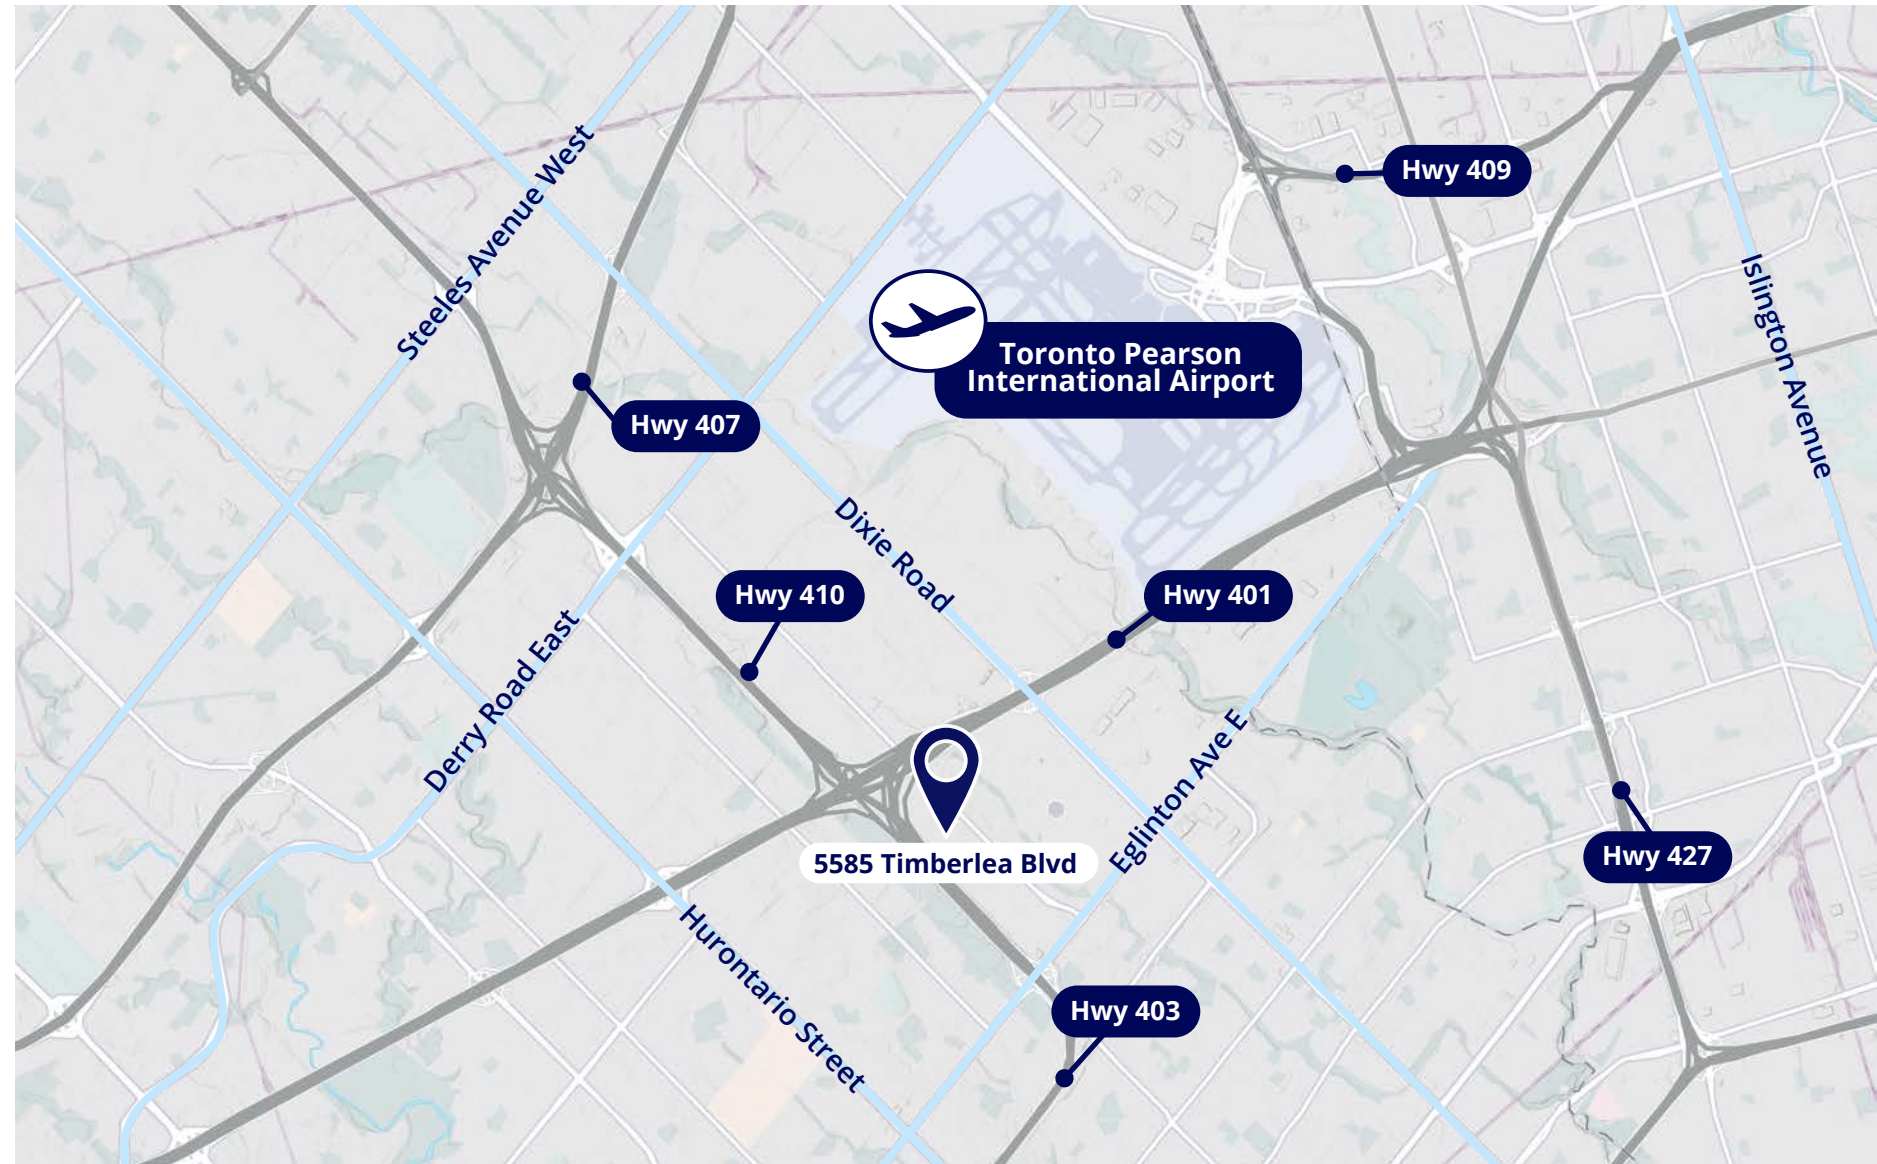 Hwy 409
Steeles Avenue West
Islington Avenue
Toronto Pearson
International Airport
Hwy 407
Dixie Road
Hwy 410
Hwy 401
Derry Road East
Eglinton Ave E
5585 Timberlea Blvd
Hwy 427
Hurontario Street
Hwy 403